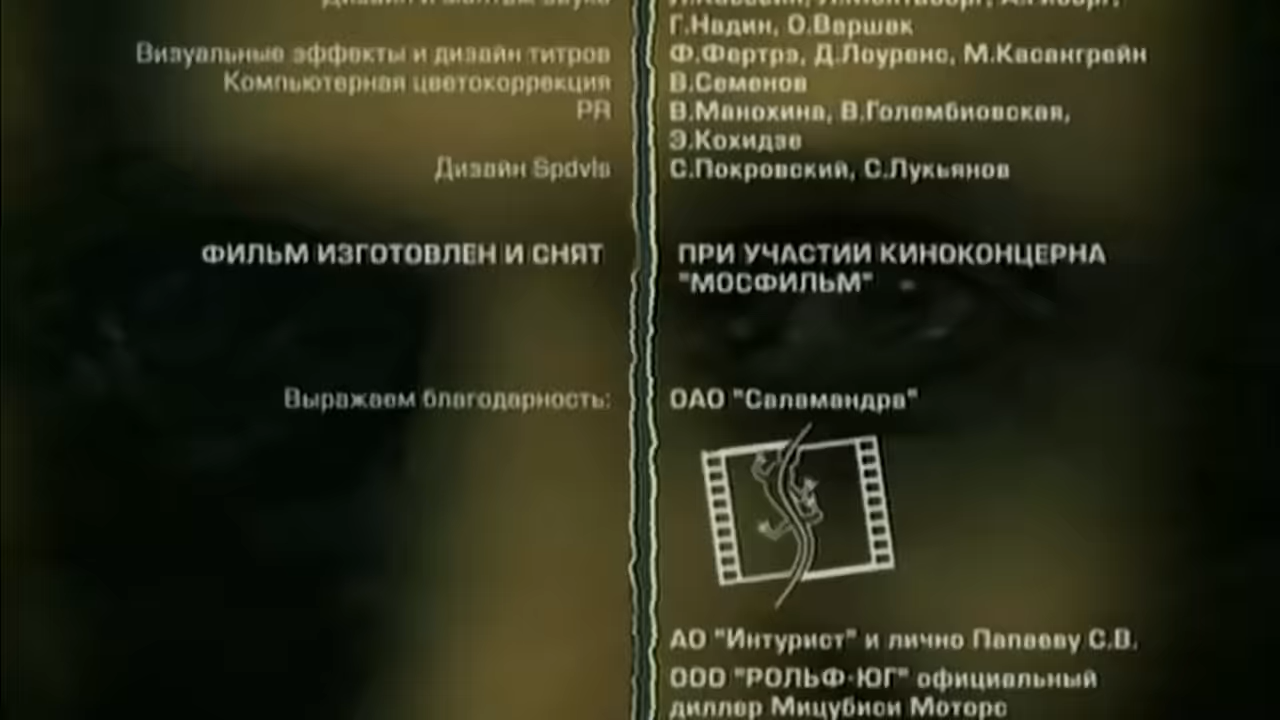 Г.Надин, О.Вершек
Визуальные эффекты и дизайн титров Ф.Фертрэ, Д.Лоуренс, М.Касангрейн
Компьютерная цветокоррекция В.Семенов
PR В.Манохина, В.Голембиовская,
Э.Кохидзе
Дизайн Spdvls С.Покровский, С.Лукьянов
ФИЛЬМ ИЗГОТОВЛЕН И СНЯТ ПРИ УЧАСТИИ КИНОКОНЦЕРНА
"МОСФИЛЬМ"
Выражаем благодарность: ОАО "Саламандра"
АО "Интурист" и лично Папаеву С.В.
ООО "РОЛЬФ-ЮГ" официальный
диллер Мицубиси Моторс